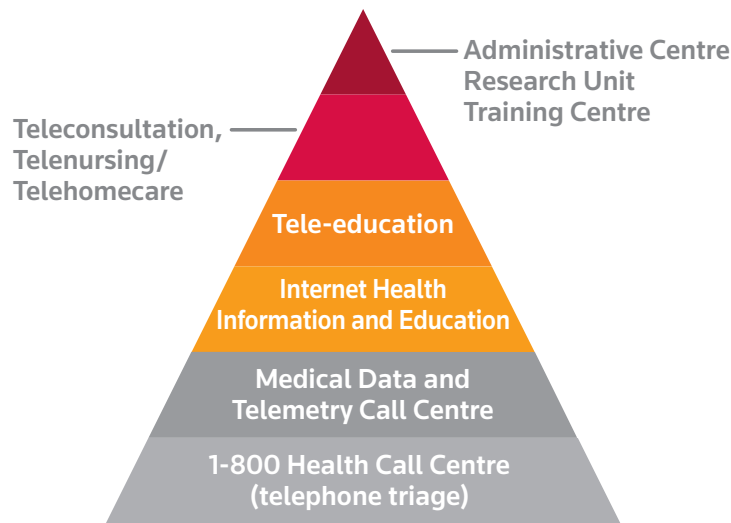 Administrative Centre
Research Unit
Training Centre
Teleconsultation,
Telenursing/
Telehomecare
Tele-education
Internet Health
Information and Education
Medical Data and
Telemetry Call Centre
1-800 Health Call Centre
(telephone triage)